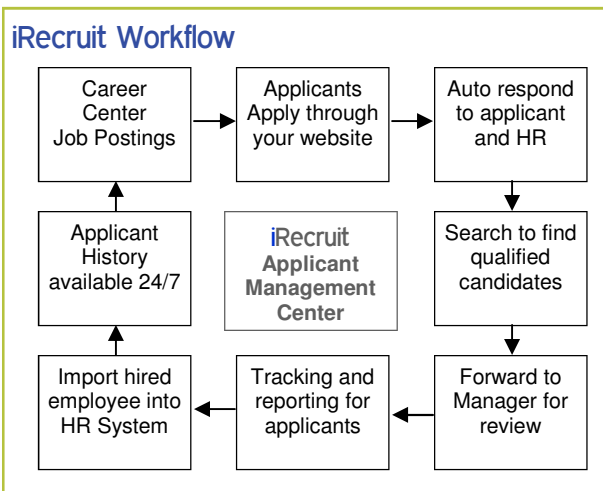 iRecruit Workflow
Career
Center
Job Postings
Applicants
Apply through
your website
Auto respond
to applicant
and HR
Applicant
History
available 24/7
iRecruit
Applicant
Management
Center
Search to find
qualified
candidates
Import hired
employee into
HR System
Tracking and
reporting for
applicants
Forward to
Manager for
review